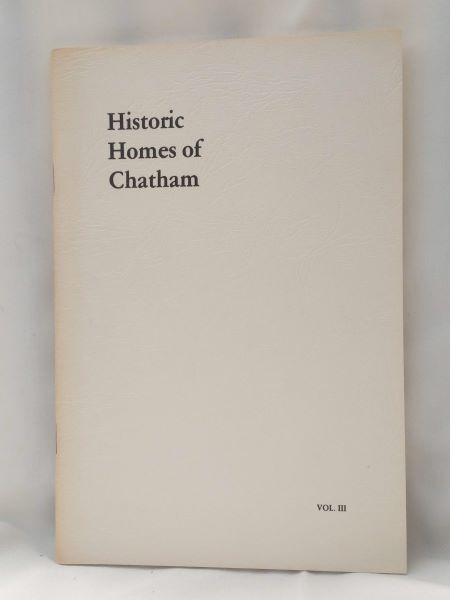 Historic
Homes of
Chatham
VOL. III